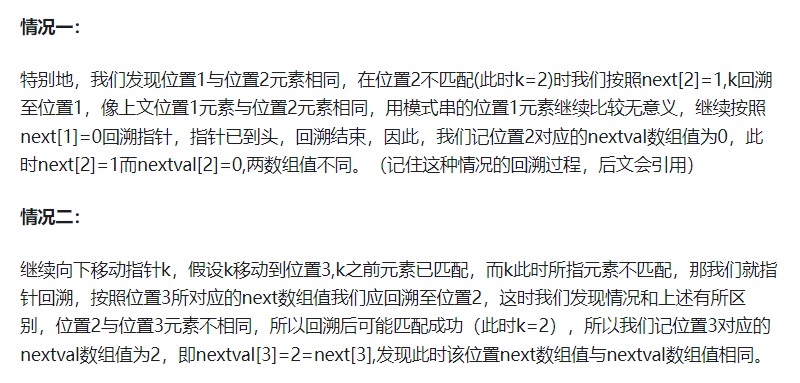 情况一：
特别地，我们发现位置1与位置2元素相同，在位置2不匹配(此时k=2)时我们按照next[2]=1,k回溯
至位置1，像上文位置1元素与位置2元素相同，用模式串的位置1元素继续比较无意义，继续按照
next[1]=0回溯指针，指针已到头，回溯结束，因此，我们记位置2对应的nextval数组值为0，此
时next[2]=1而nextval[2]=0,两数组值不同。（记住这种情况的回溯过程，后文会引用）
情况二：
继续向下移动指针k，假设k移动到位置3,k之前元素已匹配，而k此时所指元素不匹配，那我们就指
针回溯，按照位置3所对应的next数组值我们应回溯至位置2，这时我们发现情况和上述有所区
别，位置2与位置3元素不相同，所以回溯后可能匹配成功（此时k=2），所以我们记位置3对应的
nextval数组值为2，即nextval[3]=2=next[3],发现此时该位置next数组值与nextval数组值相同。